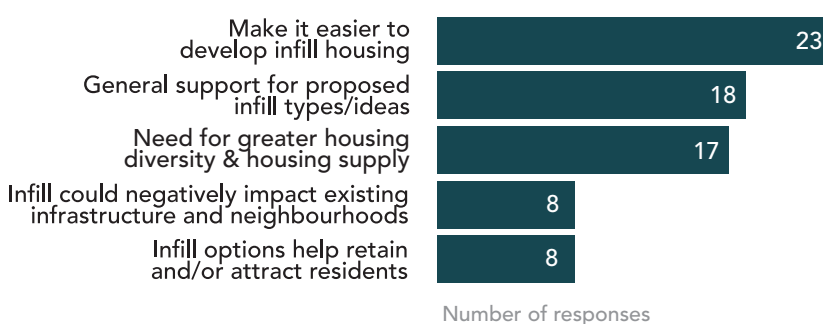 Make it easier to
develop infill housing
23
General support for proposed
infill types/ideas
18
Need for greater housing
diversity & housing supply
17
Infill could negatively impact existing
infrastructure and neighbourhoods
8
Infill options help retain
and/or attract residents
8
Number of responses